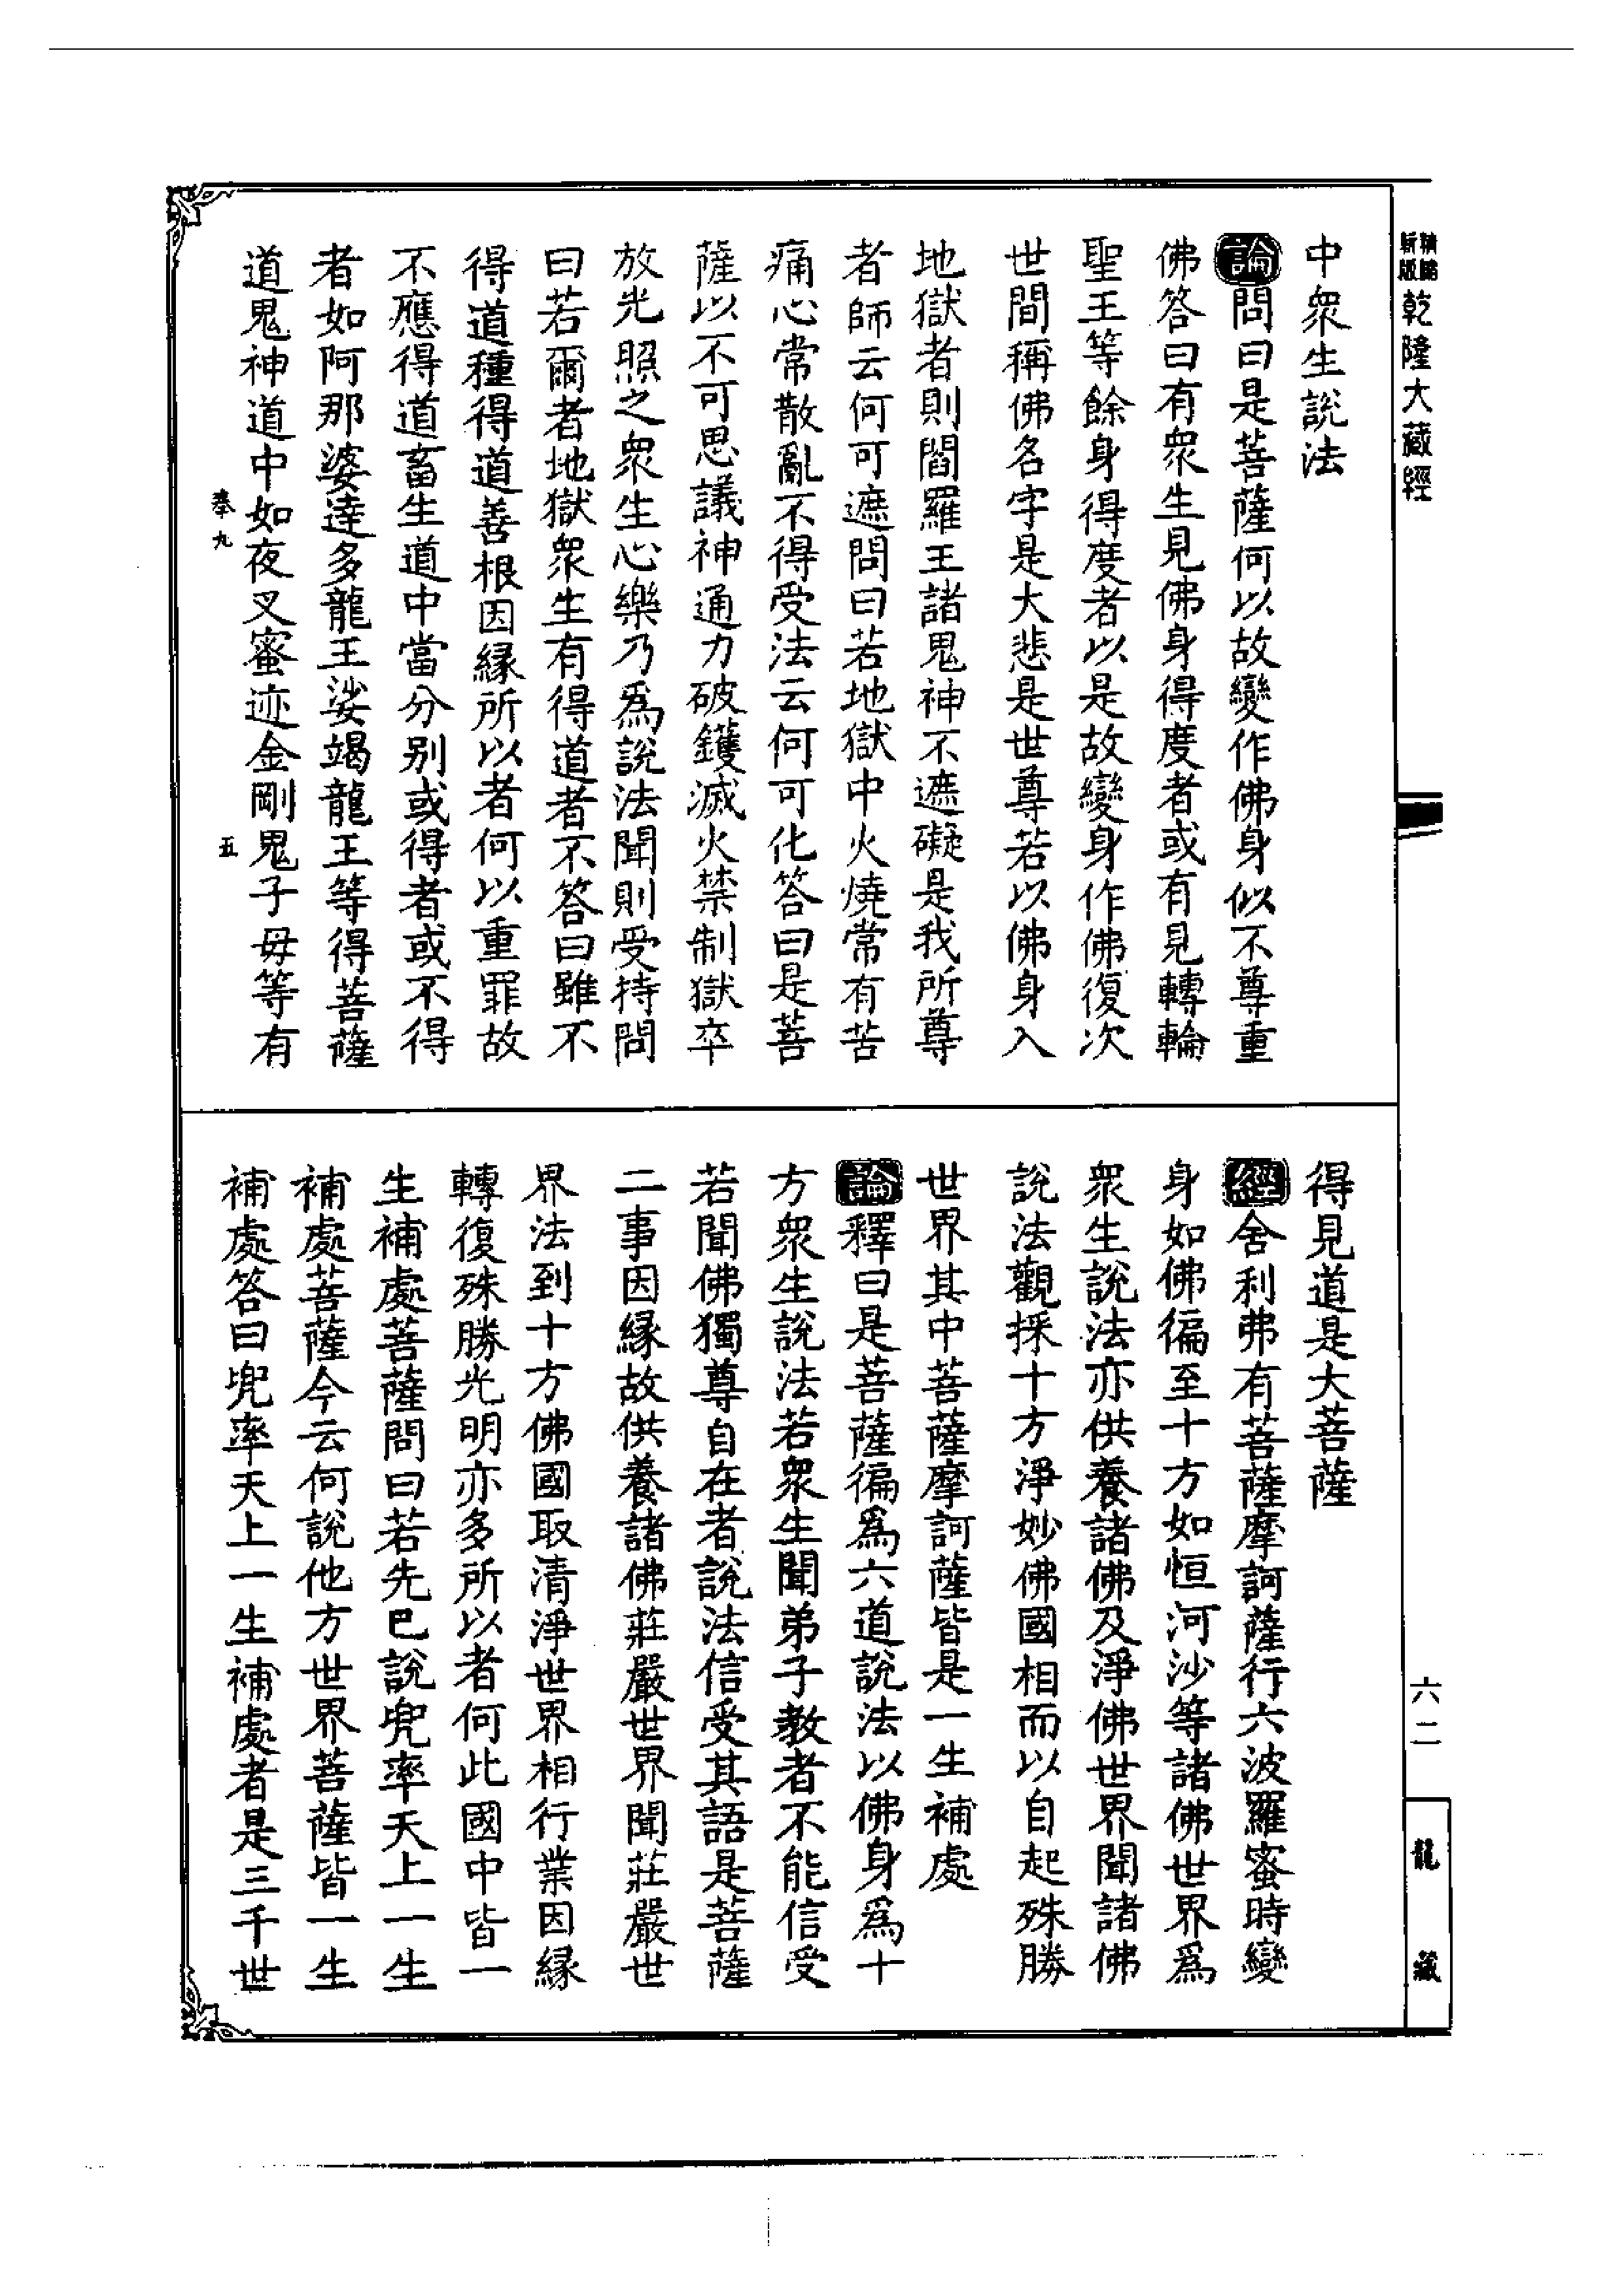 精縮
新版
乾隆大藏經
六二
龍藏
中衆生說法
論問曰是菩薩何以故變作佛身似不尊重
佛答曰有衆生見佛身得度者或有見轉輪
聖王等餘身得度者以是故變身作佛復次
世間稱佛名字是大悲是世尊若以佛身入
地獄者則閻羅王諸鬼神不遮礙是我所尊
者師云何可遮問曰若地獄中火燒常有苦
痛心常散亂不得受法云何可化答曰是菩
薩以不可思議神通力破鑊滅火禁制獄卒
放光照之衆生心樂乃爲說法聞則受持問
曰若爾者地獄衆生有得道者不答曰雖不
得道種得道善根因緣所以者何以重罪故
不應得道畜生道中當分别或得者或不得
者如阿那婆達多龍王娑竭龍王等得菩薩
道鬼神道中如夜叉蜜迹金剛鬼子母等有
奉九
五
得見道是大菩薩
經舍利弗有菩薩摩訶薩行六波羅蜜時變
身如佛徧至十方如恒河沙等諸佛世界爲
衆生說法亦供養諸佛及淨佛世界聞諸佛
說法觀採十方淨妙佛國相而以自起殊勝
世界其中菩薩摩訶薩皆是一生補處
論釋曰是菩薩徧爲六道說法以佛身爲十
方衆生說法若衆生聞弟子教者不能信受
若聞佛獨尊自在者說法信受其語是菩薩
二事因緣故供養諸佛莊嚴世界聞莊嚴世
界法到十方佛國取清淨世界相行業因緣
轉復殊勝光明亦多所以者何此國中皆一
生補處菩薩問曰若先已說兜率天上一生
補處菩薩今云何說他方世界菩薩皆一生
補處答曰兜率天上一生補處者是三千世